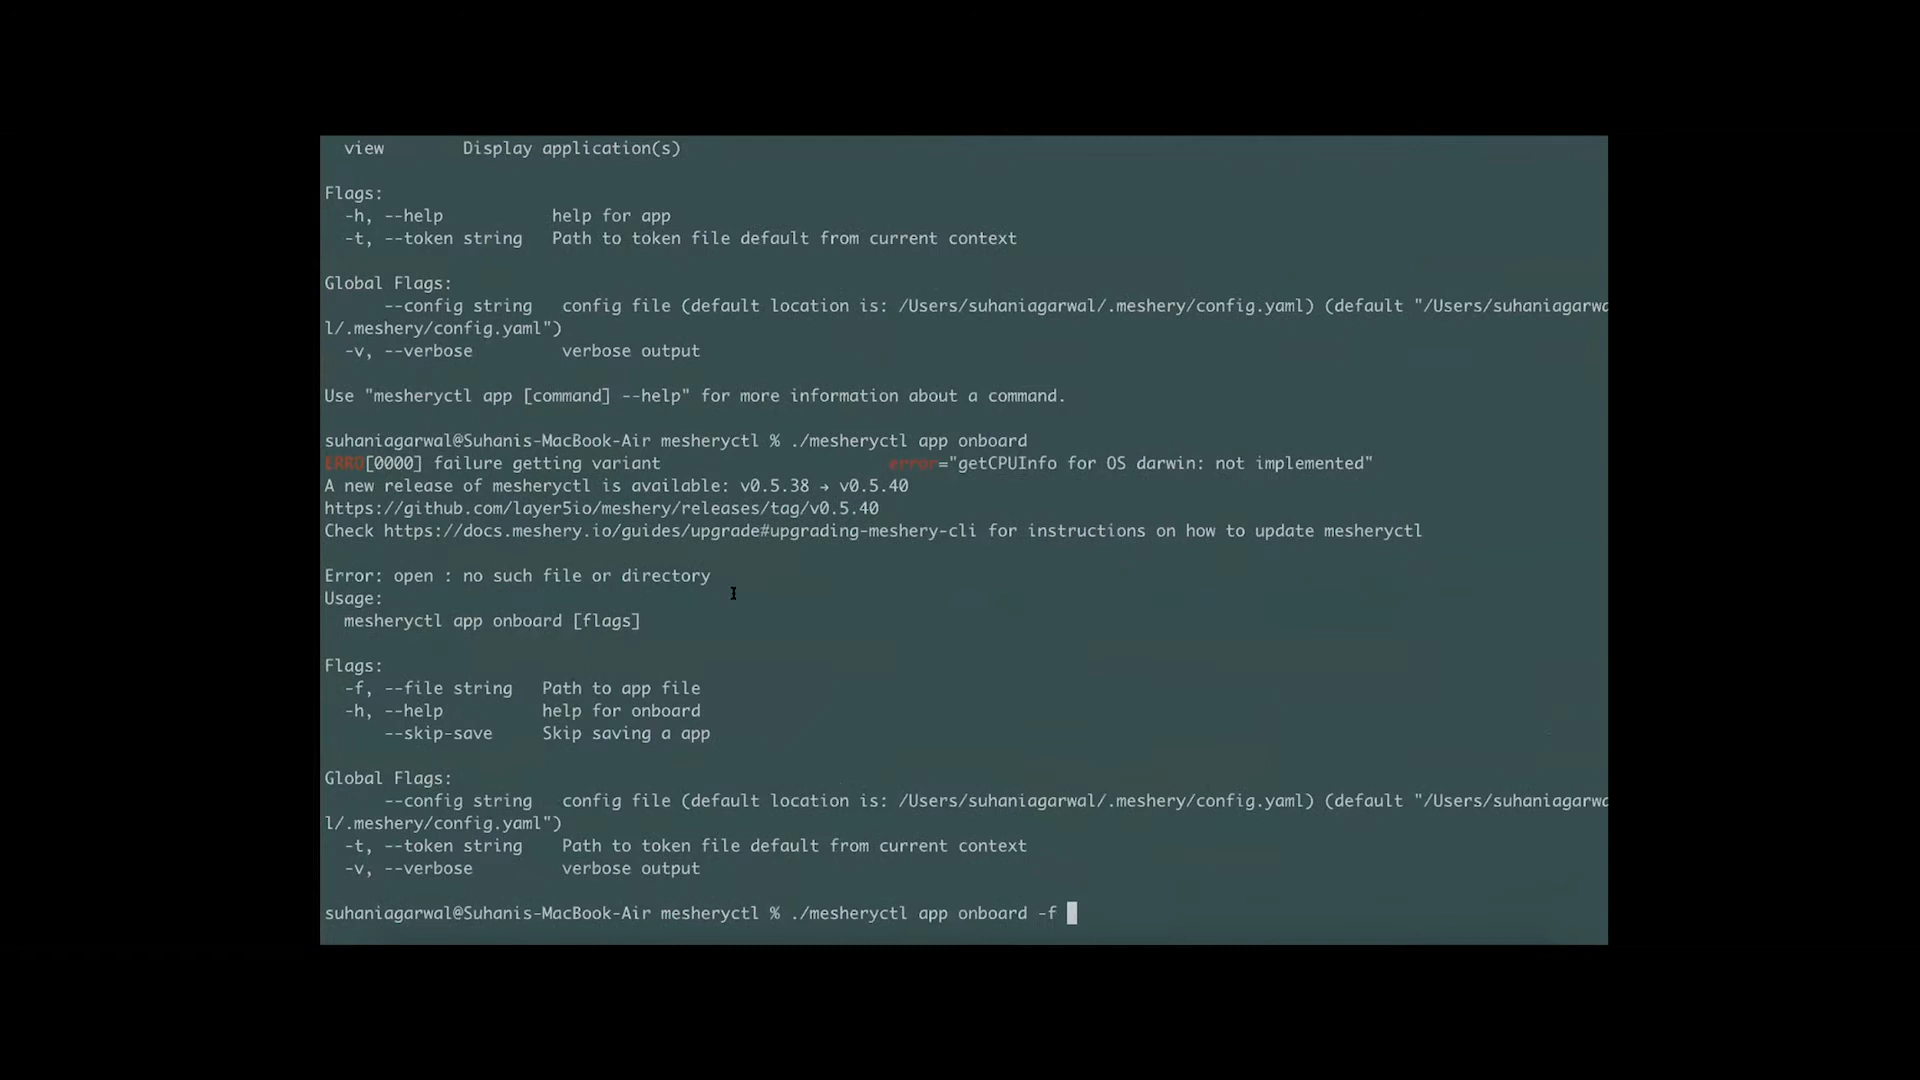 view        Display application(s)
Flags:
-h, --help           help for app
-t, --token string   Path to token file default from current context
Global Flags:
--config string   config file (default location is: /Users/suhaniagarwal/.meshery/config.yaml) (default "/Users/suhaniagarwa
l/.meshery/config.yaml")
-v, --verbose         verbose output
Use "mesheryctl app [command] --help" for more information about a command.
suhaniagarwal@Suhanis-MacBook-Air mesheryctl % ./mesheryctl app onboard
ERRO[0000] failure getting variant                       error="getCPUInfo for OS darwin: not implemented"
A new release of mesheryctl is available: v0.5.38 → v0.5.40
https://github.com/layer5io/meshery/releases/tag/v0.5.40
Check https://docs.meshery.io/guides/upgrade#upgrading-meshery-cli for instructions on how to update mesheryctl
Error: open : no such file or directory
Usage:
mesheryctl app onboard [flags]
Flags:
-f, --file string   Path to app file
-h, --help          help for onboard
--skip-save     Skip saving a app
Global Flags:
--config string   config file (default location is: /Users/suhaniagarwal/.meshery/config.yaml) (default "/Users/suhaniagarwa
l/.meshery/config.yaml")
-t, --token string    Path to token file default from current context
-v, --verbose         verbose output
suhaniagarwal@Suhanis-MacBook-Air mesheryctl % ./mesheryctl app onboard -f